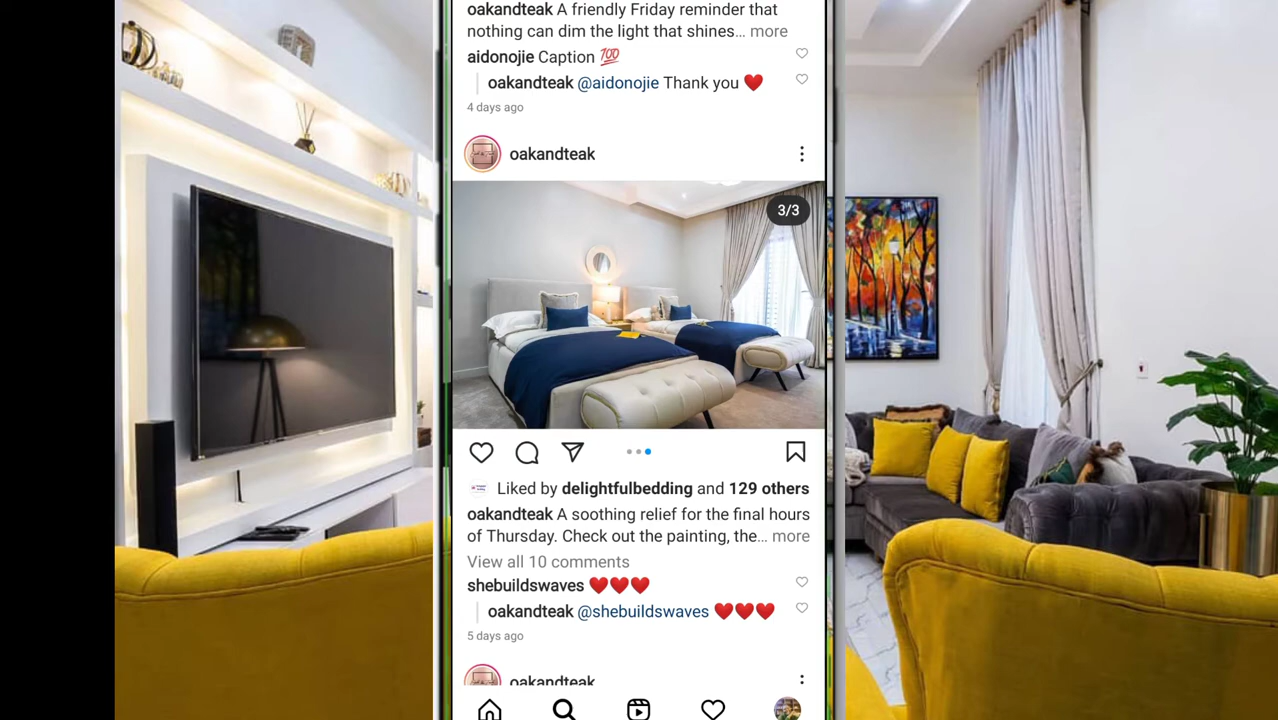 oakandteak A friendly Friday reminder that
nothing can dim the light that shines… more
aidonojie Caption 💯
oakandteak @aidonojie Thank you ❤️
4 days ago
oakandteak
3/3
Liked by delightfulbedding and 129 others
oakandteak A soothing relief for the final hours
of Thursday. Check out the painting, the… more
View all 10 comments
shebuildswaves ❤️❤️❤️
oakandteak @shebuildswaves ❤️❤️❤️
5 days ago
oakandteak